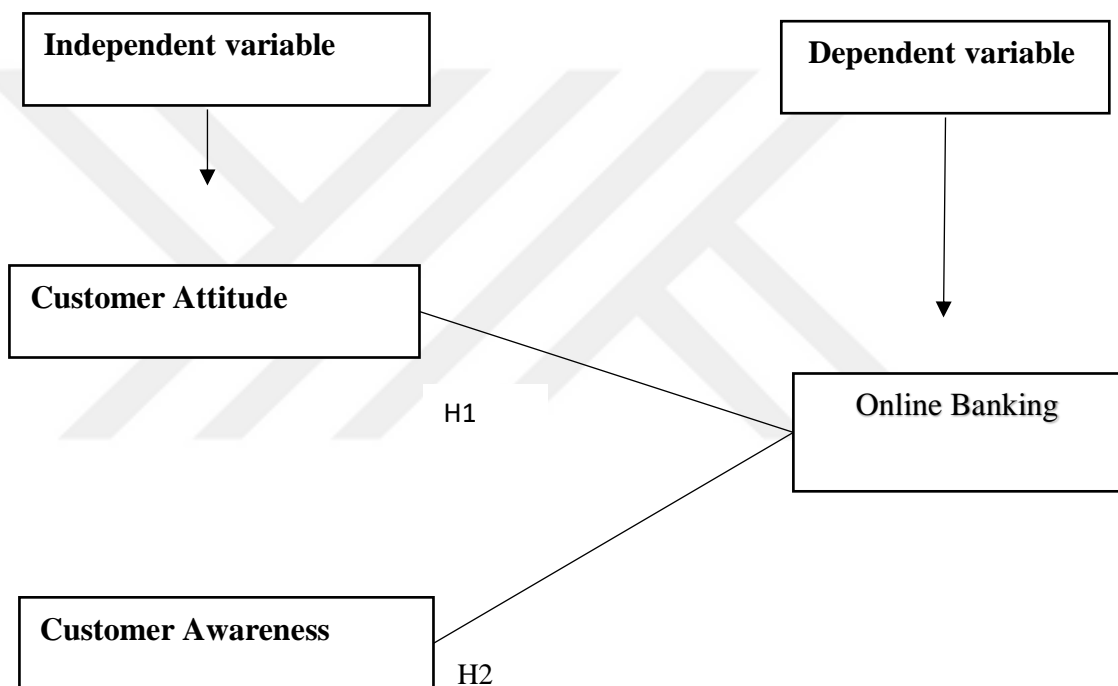 Independent variable
Dependent variable
Customer Attitude
H1
Online Banking
Customer Awareness
H2